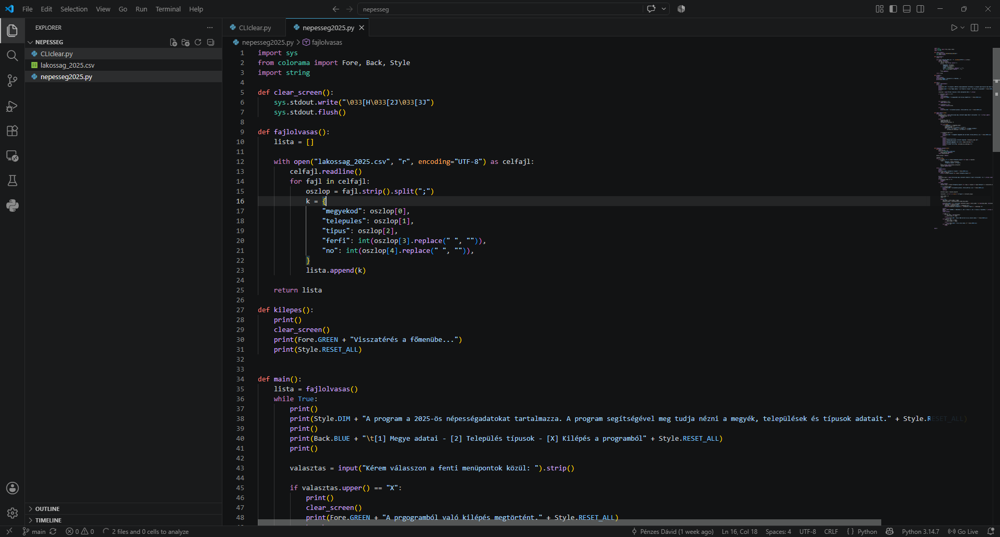 File Edit Selection View Go Run Terminal Help
nepesseg
EXPLORER
NEPESSEG
CLIclear.py
lakossag_2025.csv
nepesseg2025.py
OUTLINE
TIMELINE
CLIclear.py nepesseg2025.py
nepesseg2025.py > fajlolvasas
1 import sys
2 from colorama import Fore, Back, Style
3 import string
4
5 def clear_screen():
6     sys.stdout.write("\033[H\033[2J\033[3J")
7     sys.stdout.flush()
8
9 def fajlolvasas():
10     lista = []
11
12     with open("lakossag_2025.csv", "r", encoding="UTF-8") as celfajl:
13         celfajl.readline()
14         for fajl in celfajl:
15             oszlop = fajl.strip().split(";")
16             k = {
17                 "megyekod": oszlop[0],
18                 "telepules": oszlop[1],
19                 "tipus": oszlop[2],
20                 "ferfi": int(oszlop[3].replace(" ", "")),
21                 "no": int(oszlop[4].replace(" ", "")),
22             }
23             lista.append(k)
24
25     return lista
26
27 def kilepes():
28     print()
29     clear_screen()
30     print(Fore.GREEN + "Visszatérés a főmenübe...")
31     print(Style.RESET_ALL)
32
33
34 def main():
35     lista = fajlolvasas()
36     while True:
37         print()
38         print(Style.DIM + "A program a 2025-ös népességadatokat tartalmazza. A program segítségével meg tudja nézni a megyék, települések és típusok adatait." + Style.RESET_ALL)
39         print()
40         print(Back.BLUE + "\t[1] Megye adatai - [2] Település típusok - [X] Kilépés a programból" + Style.RESET_ALL)
41         print()
42
43         valasztas = input("Kérem válasszon a fenti menüpontok közül: ").strip()
44
45         if valasztas.upper() == "X":
46             print()
47             clear_screen()
48             print(Fore.GREEN + "A prgogramból való kilépés megtörtént." + Style.RESET_ALL)
main 0 0 2 files and 0 cells to analyze Pénzes Dávid (1 week ago) Ln 16, Col 18 Spaces: 4 UTF-8 CRLF { } Python Python 3.14.7 Go Live